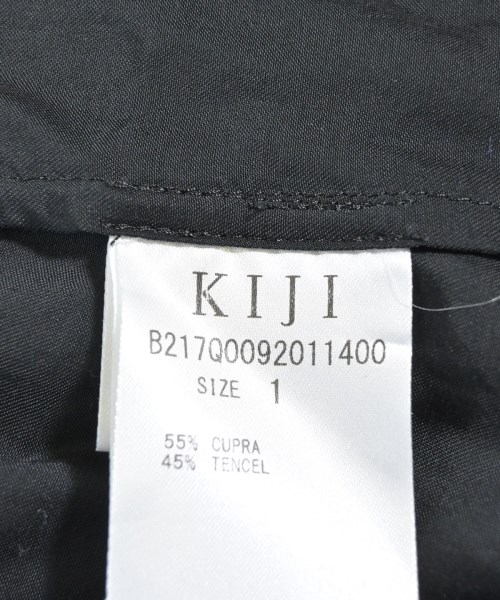 KIJI
B217Q0092011400
SIZE 1
55% CUPRA
45% TENCEL